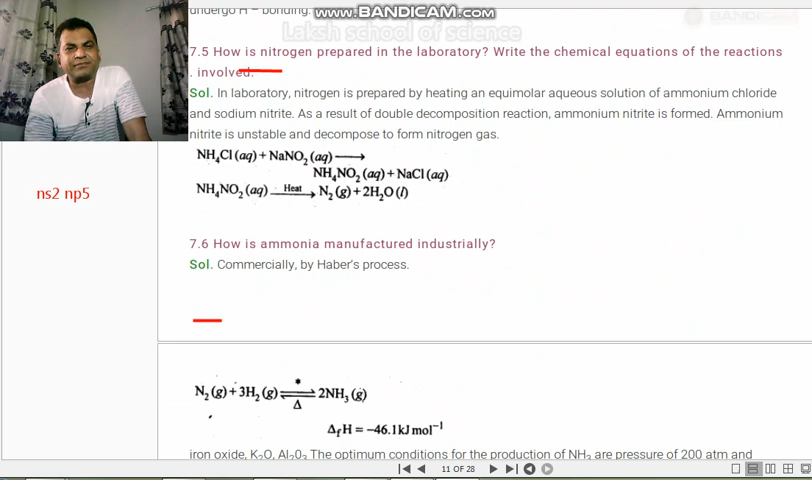 undergo H – bonding.
www.BANDICAM.com
BANDICAM
Laksh school of science
7.5 How is nitrogen prepared in the laboratory? Write the chemical equations of the reactions
. involved.
Sol. In laboratory, nitrogen is prepared by heating an equimolar aqueous solution of ammonium chloride
and sodium nitrite. As a result of double decomposition reaction, ammonium nitrite is formed. Ammonium
nitrite is unstable and decompose to form nitrogen gas.
NH₄Cl (aq) + NaNO₂ (aq) ⟶
NH₄NO₂ (aq) + NaCl (aq)
ns2 np5
NH₄NO₂ (aq) —Heat→ N₂ (g) + 2H₂O (l)
7.6 How is ammonia manufactured industrially?
Sol. Commercially, by Haber's process.
N₂ (g) + 3H₂ (g) ⇌ 2NH₃ (g)
*
Δ
Δ𝑓H = –46.1 kJ mol⁻¹
iron oxide, K₂O, Al₂0₃ The optimum conditions for the production of NH₃ are pressure of 200 atm and
11 OF 28